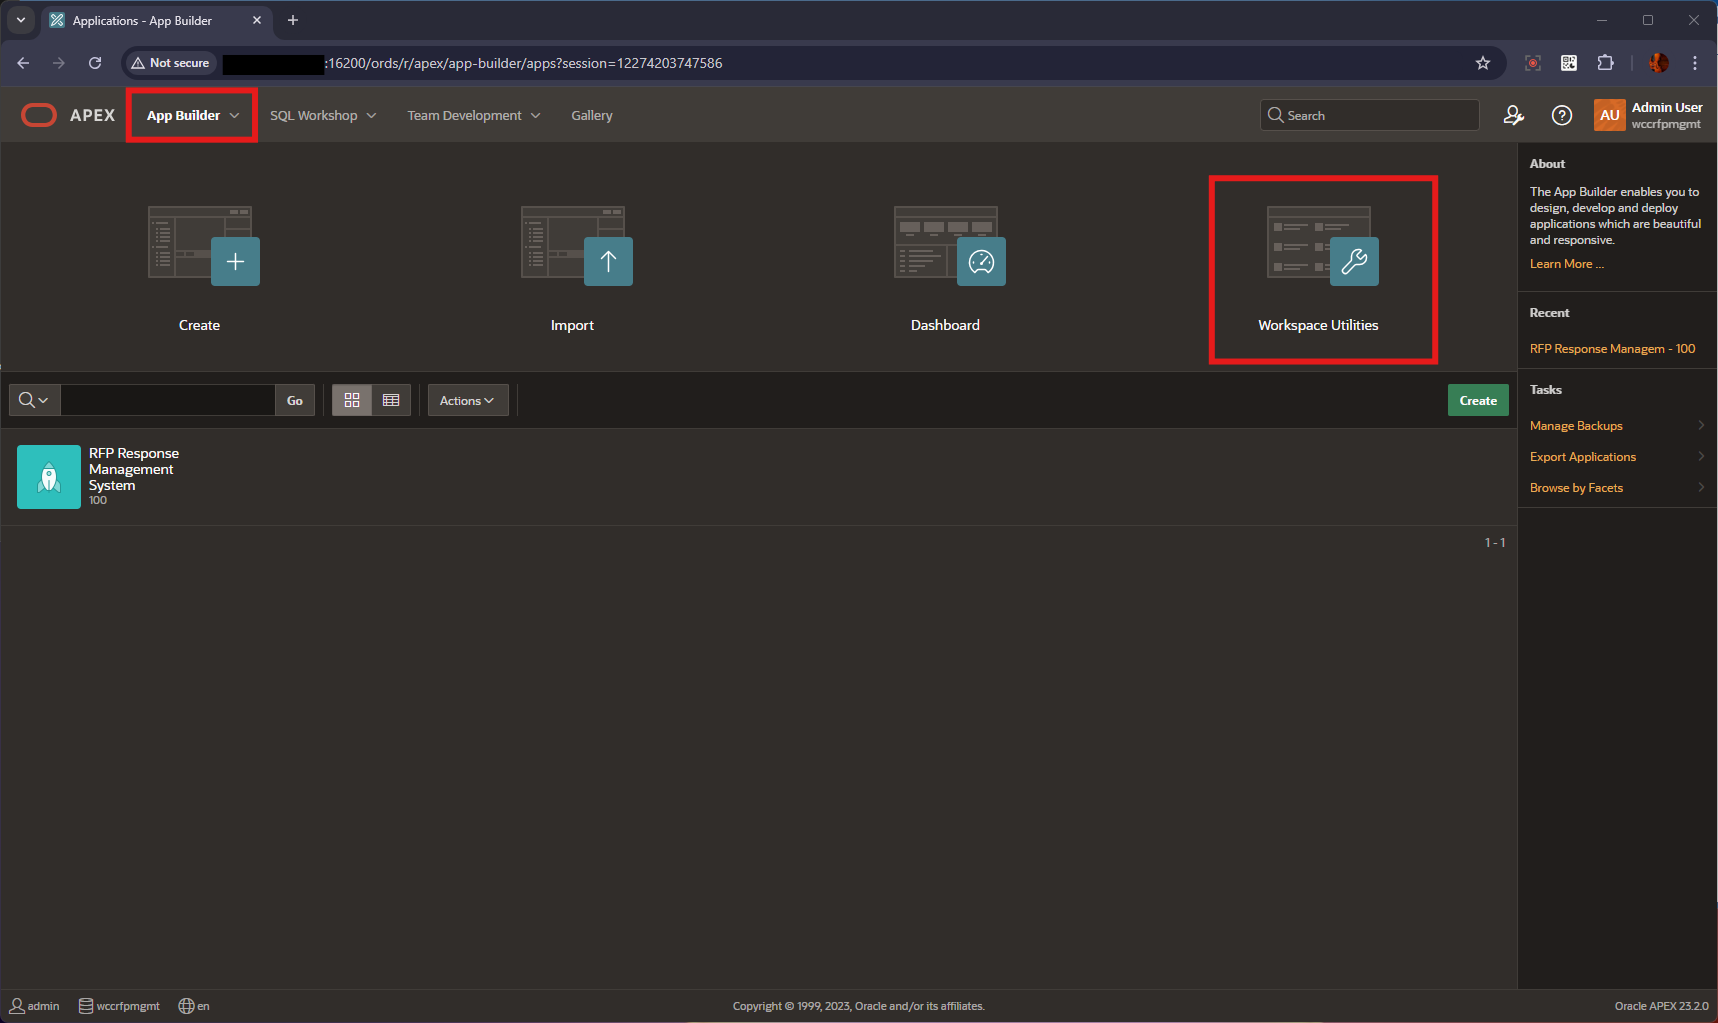 Applications - App Builder
Not secure
:16200/ords/r/apex/app-builder/apps?session=12274203747586
APEX
App Builder
SQL Workshop
Team Development
Gallery
Search
AU
Admin User
wccrfpmgmt
Create
Import
Dashboard
Workspace Utilities
Go
Actions
Create
RFP Response
Management
System
100
1 - 1
About
The App Builder enables you to
design, develop and deploy
applications which are beautiful
and responsive.
Learn More ...
Recent
RFP Response Managem - 100
Tasks
Manage Backups
Export Applications
Browse by Facets
admin
wccrfpmgmt
en
Copyright © 1999, 2023, Oracle and/or its affiliates.
Oracle APEX 23.2.0